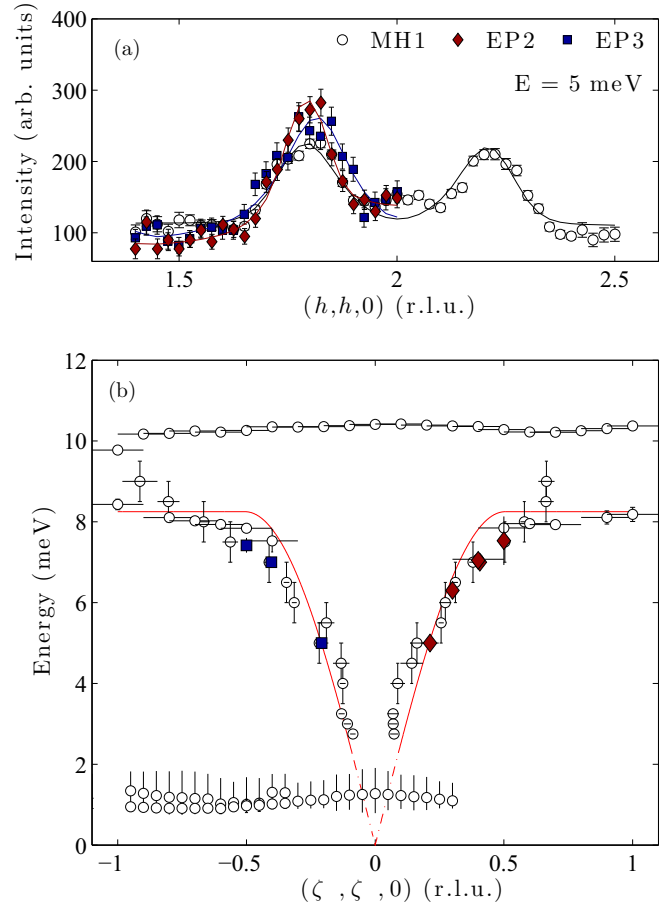 400
300
200
100
Intensity (arb. units)
(a)
MH1
EP2
EP3
E = 5 meV
1.5
2
2.5
(h,h,0) (r.l.u.)
12
10
8
6
4
2
0
Energy (meV)
(b)
−1
−0.5
0
0.5
1
(ζ ,ζ ,0) (r.l.u.)